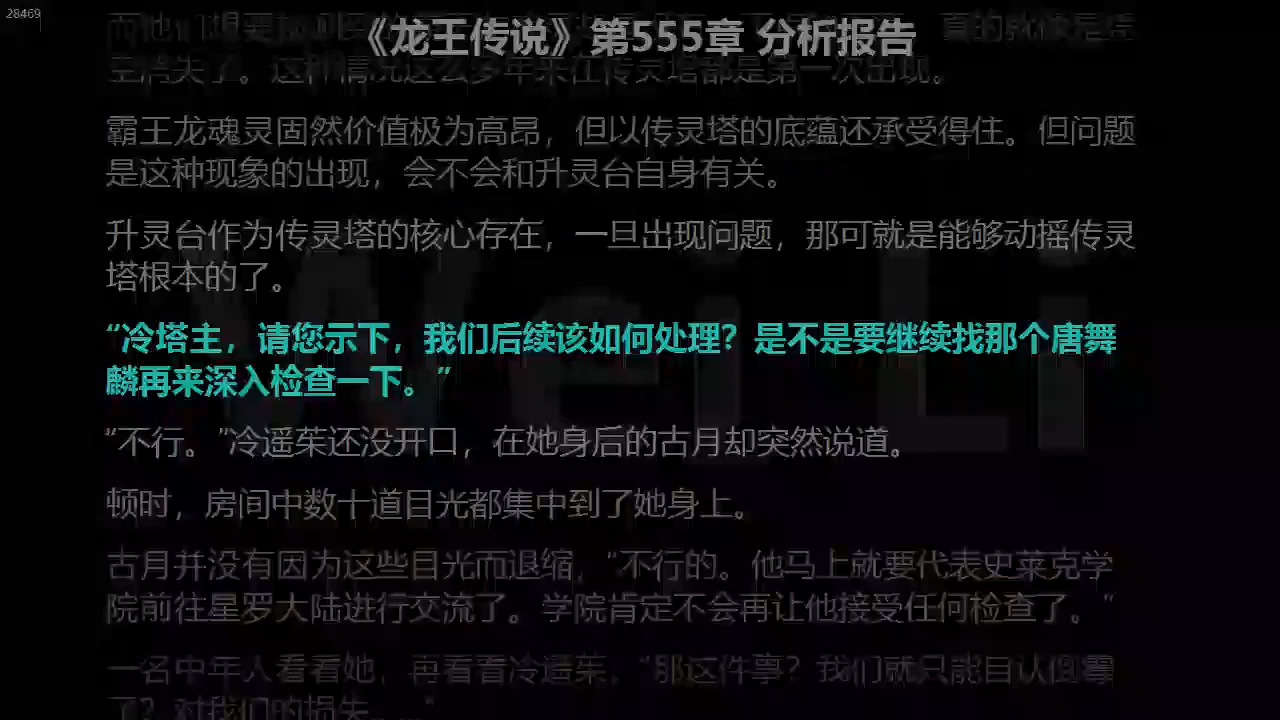 28469
《龙王传说》第555章 分析报告
空消失了。这种情况这么多年来在传灵塔都是第一次出现。
霸王龙魂灵固然价值极为高昂，但以传灵塔的底蕴还承受得住。但问题
是这种现象的出现，会不会和升灵台自身有关。
升灵台作为传灵塔的核心存在，一旦出现问题，那可就是能够动摇传灵
塔根本的了。
“冷塔主，请您示下，我们后续该如何处理？是不是要继续找那个唐舞
麟再来深入检查一下。”
“不行。”冷遥茱还没开口，在她身后的古月却突然说道。
顿时，房间中数十道目光都集中到了她身上。
古月并没有因为这些目光而退缩，“不行的。他马上就要代表史莱克学
院前往星罗大陆进行交流了。学院肯定不会再让他接受任何检查了。”
一名中年人看看她，再看看冷遥茱，“那这件事？我们就只能自认倒霉
了？对我们的损失……”
Wei Li